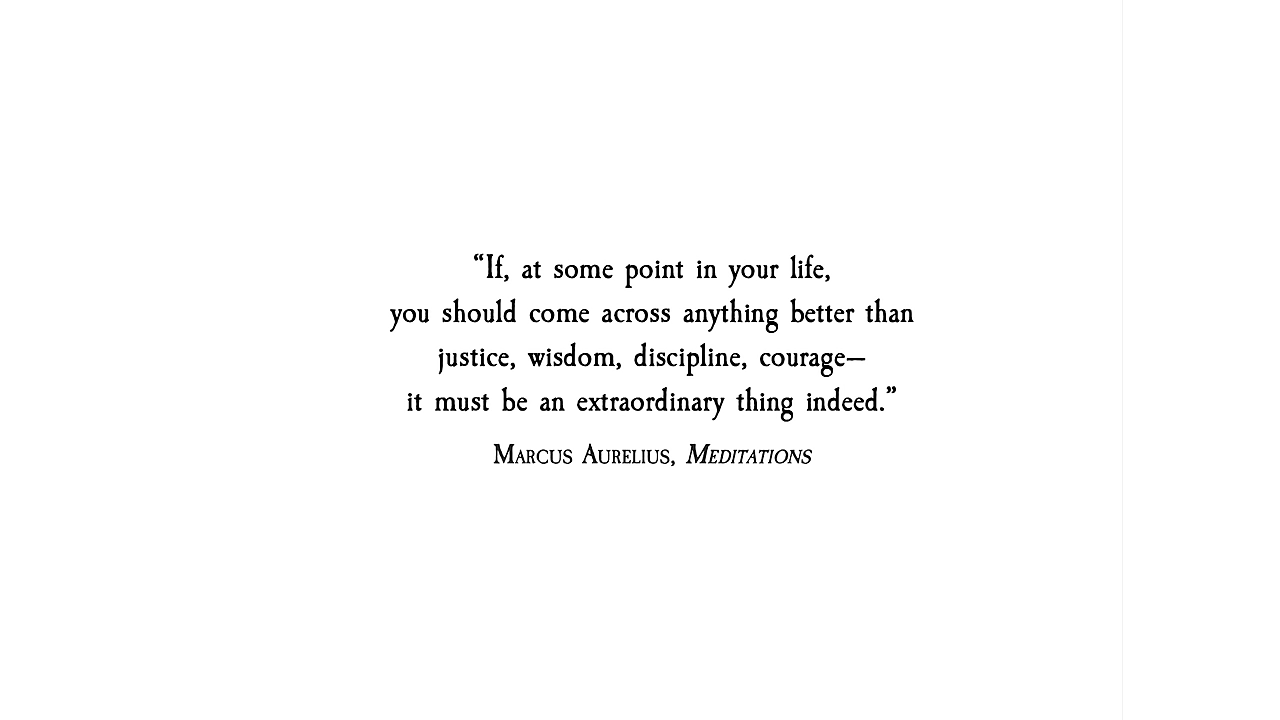 “If, at some point in your life,
you should come across anything better than
justice, wisdom, discipline, courage—
it must be an extraordinary thing indeed.”
Marcus Aurelius, Meditations